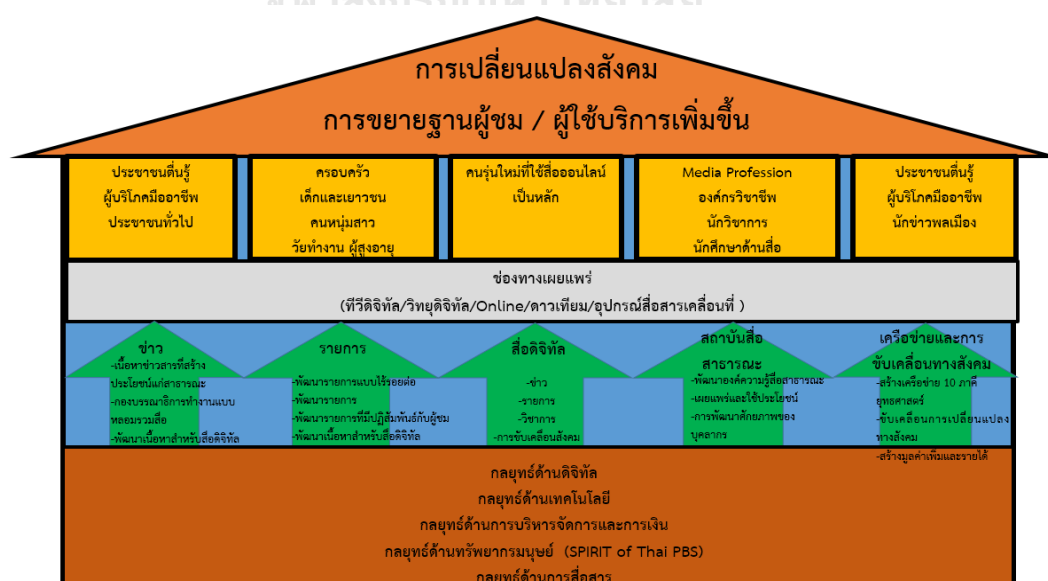 การเปลี่ยนแปลงสังคม
การขยายฐานผู้ชม / ผู้ใช้บริการเพิ่มขึ้น
ประชาชนตื่นรู้
ผู้บริโภคมืออาชีพ
ประชาชนทั่วไป
ครอบครัว
เด็กและเยาวชน
คนหนุ่มสาว
วัยทำงาน ผู้สูงอายุ
คนรุ่นใหม่ที่ใช้สื่อออนไลน์
เป็นหลัก
Media Profession
องค์กรวิชาชีพ
นักวิชาการ
นักศึกษาด้านสื่อ
ประชาชนตื่นรู้
ผู้บริโภคมืออาชีพ
นักข่าวพลเมือง
ช่องทางเผยแพร่
(ทีวีดิจิทัล/วิทยุดิจิทัล/Online/ดาวเทียม/อุปกรณ์สื่อสารเคลื่อนที่ )
ข่าว
-เนื้อหาข่าวสารที่สร้าง
ประโยชน์แก่สาธารณะ
-กองบรรณาธิการทำงานแบบ
หลอมรวมสื่อ
-พัฒนาเนื้อหาสำหรับสือดิจิทัล
รายการ
-พัฒนารายการแบบไร้รอยต่อ
-พัฒนารายการ
-พัฒนารายการที่มีปฏิสัมพันธ์กับผู้ชม
-พัฒนาเนื้อหาสำหรับสื่อดิจิทัล
สื่อดิจิทัล
-ข่าว
-รายการ
-วิชาการ
-การขับเคลื่อนสังคม
สถาบันสื่อ
สาธารณะ
-พัฒนาองค์ความรู้สื่อสาธารณะ
-เผยแพร่และใช้ประโยชน์
-การพัฒนาศักยภาพของ
บุคลากร
เครือข่ายและการ
ขับเคลื่อนทางสังคม
-สร้างเครือข่าย 10 ภาคี
ยุทธศาสตร์
-ขับเคลื่อนการเปลี่ยนแปลง
ทางสังคม
-สร้างมูลค่าเพิ่มและรายได้
กลยุทธ์ด้านดิจิทัล
กลยุทธ์ด้านเทคโนโลยี
กลยุทธ์ด้านการบริหารจัดการและการเงิน
กลยุทธ์ด้านทรัพยากรมนุษย์ (SPIRIT of Thai PBS)
กลยุทธ์ด้านการสื่อสาร